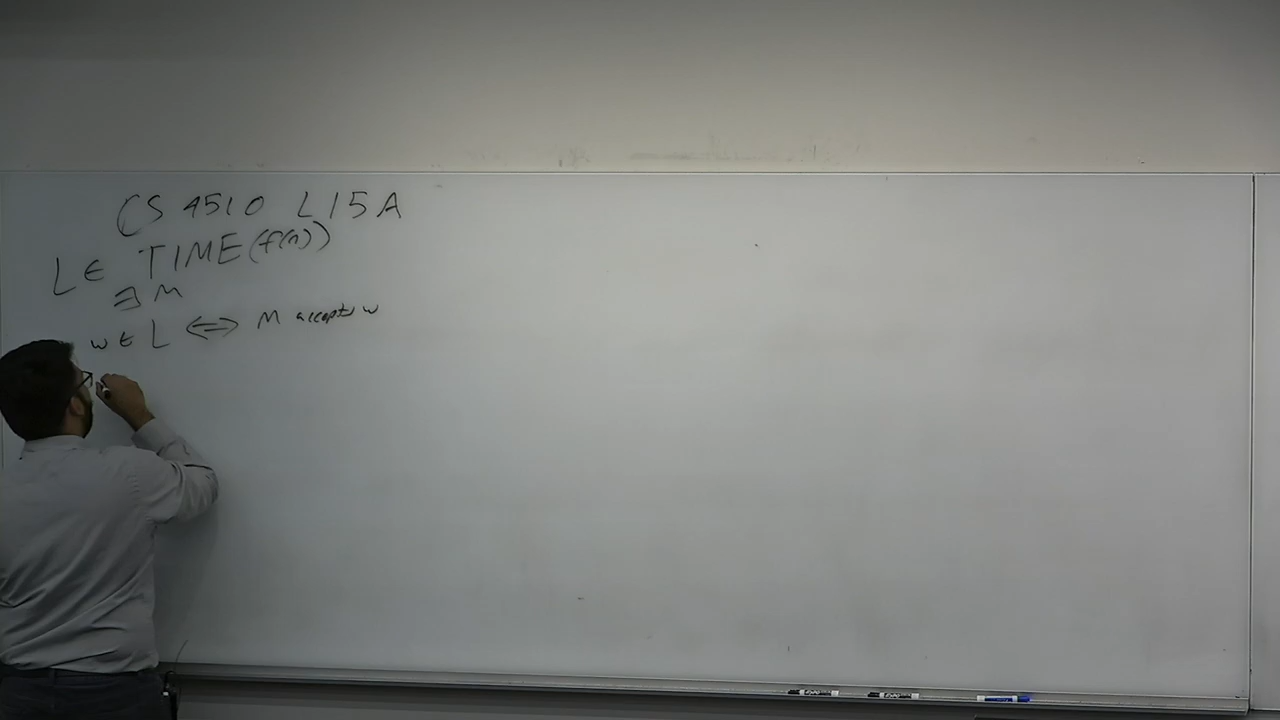 CS 4510 L15A
L ∈ TIME(f(n))
∃ M
w ∈ L ⟺ M accepts w